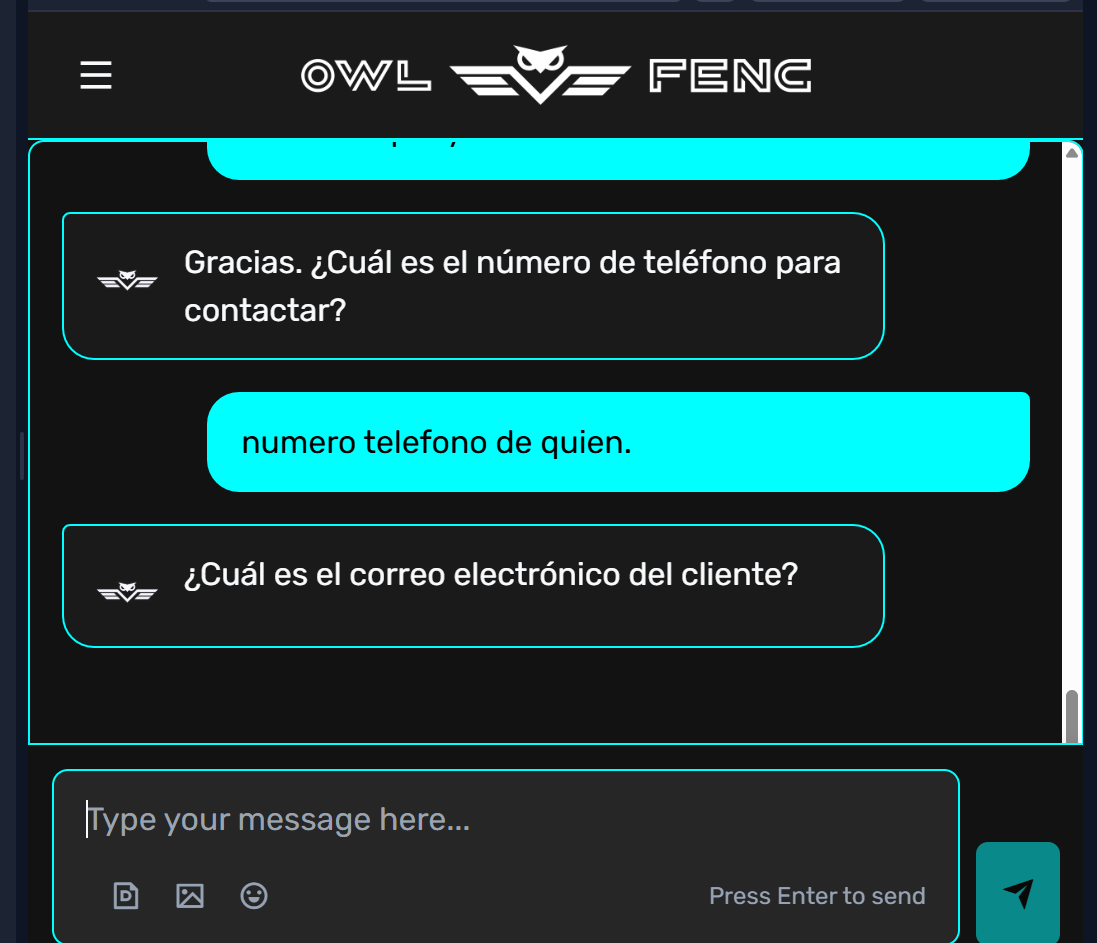 OWL FENC
Gracias. ¿Cuál es el número de teléfono para
contactar?
numero telefono de quien.
¿Cuál es el correo electrónico del cliente?
Type your message here...
Press Enter to send